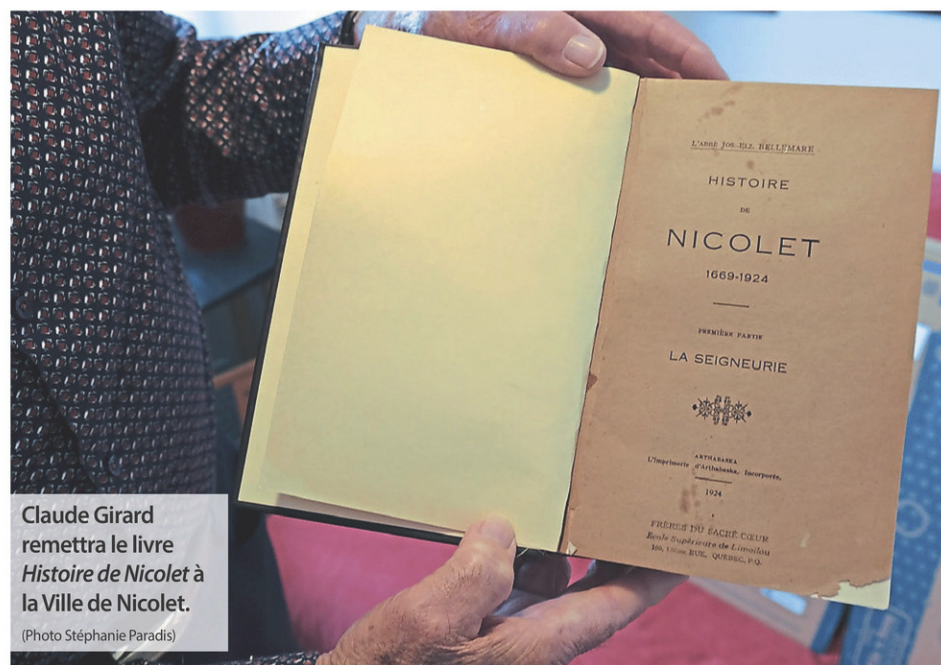 L'ABBÉ JOS.-ELZ. BELLEMARE
HISTOIRE
DE
NICOLET
1669-1924
PREMIÈRE PARTIE
LA SEIGNEURIE
ARTHABASKA
L'Imprimerie d'Arthabaska, Incorporée,
1924
FRÈRES DU SACRÉ CŒUR
Ecole Supérieure de Limoilou
RUE, QUÉBEC, P.Q.
Claude Girard
remettra le livre
Histoire de Nicolet à
la Ville de Nicolet.
(Photo Stéphanie Paradis)